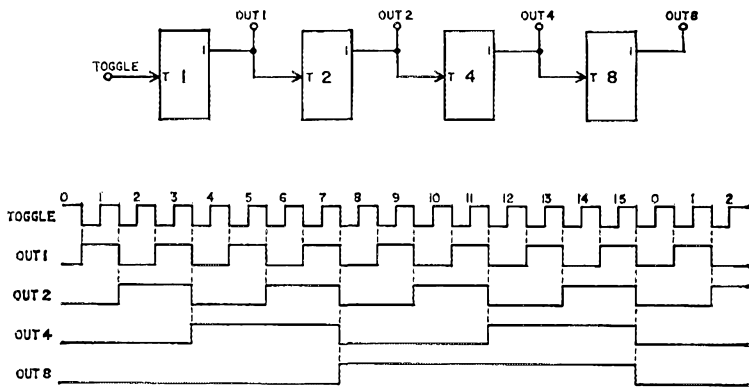 OUT 1 OUT 2 OUT 4 OUT 8
1 1 1 1
TOGGLE
T 1 T 2 T 4 T 8
0 1 2 3 4 5 6 7 8 9 10 11 12 13 14 15 0 1 2
TOGGLE
OUT 1
OUT 2
OUT 4
OUT 8